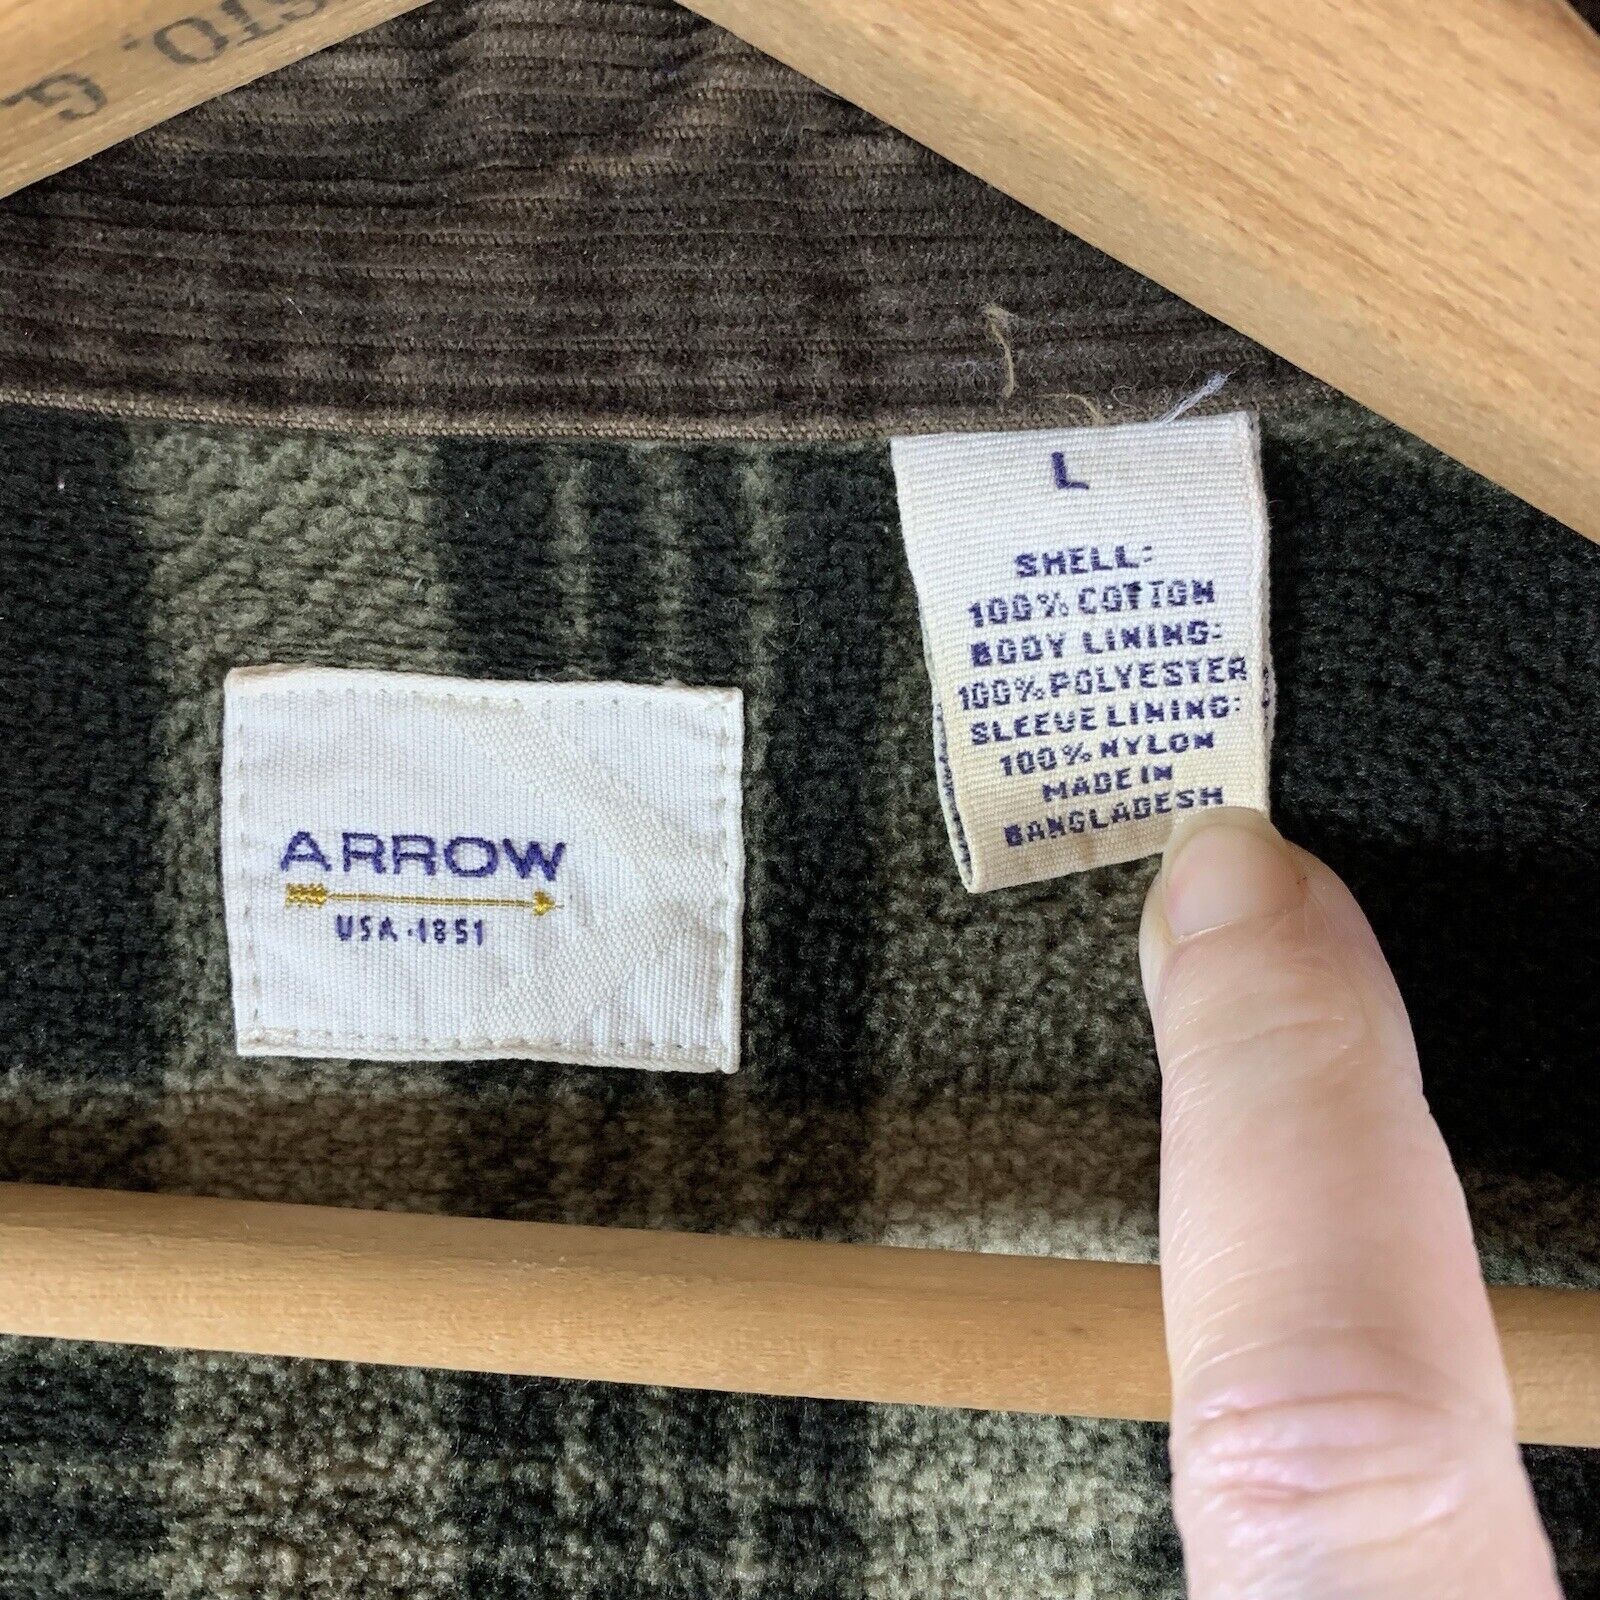 ARROW
USA·1851
L
SHELL:
100% COTTON
BODY LINING:
100% POLYESTER
SLEEVE LINING:
100% NYLON
MADE IN
BANGLADESH